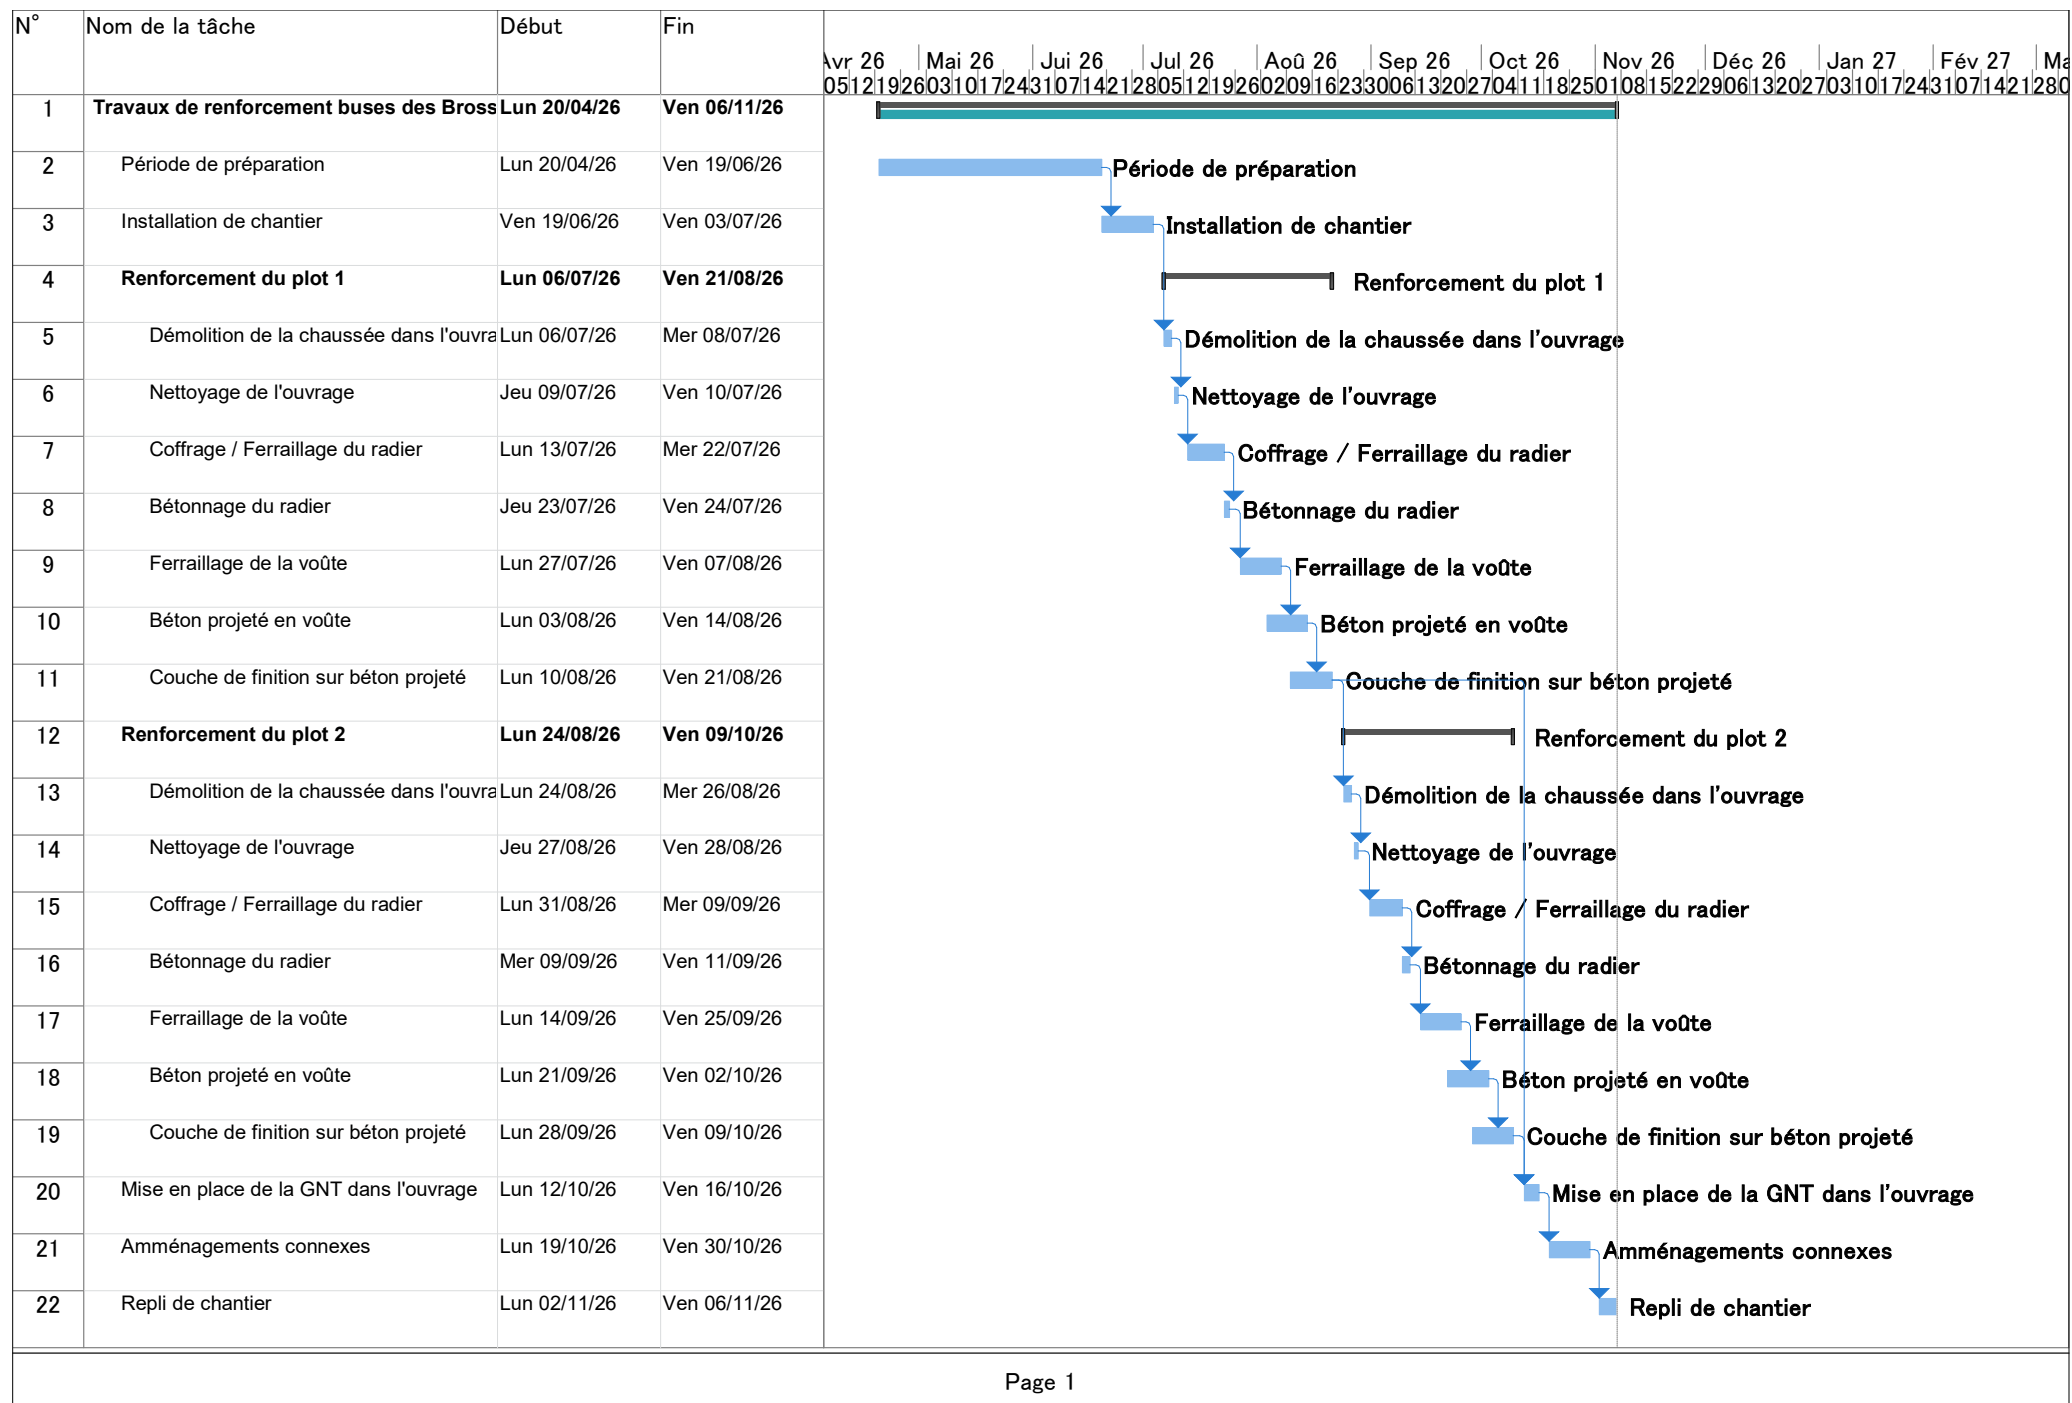 N° Nom de la tâche Début Fin
Avr 26 Mai 26 Jui 26 Jul 26 Aoû 26 Sep 26 Oct 26 Nov 26 Déc 26 Jan 27 Fév 27 Ma
05 12 19 26 03 10 17 24 31 07 14 21 28 05 12 19 26 02 09 16 23 30 06 13 20 27 04 11 18 25 01 08 15 22 29 06 13 20 27 03 10 17 24 31 07 14 21 28 0
1 Travaux de renforcement buses des Bross Lun 20/04/26 Ven 06/11/26
2 Période de préparation Lun 20/04/26 Ven 19/06/26 Période de préparation
3 Installation de chantier Ven 19/06/26 Ven 03/07/26 Installation de chantier
4 Renforcement du plot 1 Lun 06/07/26 Ven 21/08/26 Renforcement du plot 1
5 Démolition de la chaussée dans l'ouvra Lun 06/07/26 Mer 08/07/26 Démolition de la chaussée dans l'ouvrage
6 Nettoyage de l'ouvrage Jeu 09/07/26 Ven 10/07/26 Nettoyage de l'ouvrage
7 Coffrage / Ferraillage du radier Lun 13/07/26 Mer 22/07/26 Coffrage / Ferraillage du radier
8 Bétonnage du radier Jeu 23/07/26 Ven 24/07/26 Bétonnage du radier
9 Ferraillage de la voûte Lun 27/07/26 Ven 07/08/26 Ferraillage de la voûte
10 Béton projeté en voûte Lun 03/08/26 Ven 14/08/26 Béton projeté en voûte
11 Couche de finition sur béton projeté Lun 10/08/26 Ven 21/08/26 Couche de finition sur béton projeté
12 Renforcement du plot 2 Lun 24/08/26 Ven 09/10/26 Renforcement du plot 2
13 Démolition de la chaussée dans l'ouvra Lun 24/08/26 Mer 26/08/26 Démolition de la chaussée dans l'ouvrage
14 Nettoyage de l'ouvrage Jeu 27/08/26 Ven 28/08/26 Nettoyage de l'ouvrage
15 Coffrage / Ferraillage du radier Lun 31/08/26 Mer 09/09/26 Coffrage / Ferraillage du radier
16 Bétonnage du radier Mer 09/09/26 Ven 11/09/26 Bétonnage du radier
17 Ferraillage de la voûte Lun 14/09/26 Ven 25/09/26 Ferraillage de la voûte
18 Béton projeté en voûte Lun 21/09/26 Ven 02/10/26 Béton projeté en voûte
19 Couche de finition sur béton projeté Lun 28/09/26 Ven 09/10/26 Couche de finition sur béton projeté
20 Mise en place de la GNT dans l'ouvrage Lun 12/10/26 Ven 16/10/26 Mise en place de la GNT dans l'ouvrage
21 Amménagements connexes Lun 19/10/26 Ven 30/10/26 Amménagements connexes
22 Repli de chantier Lun 02/11/26 Ven 06/11/26 Repli de chantier
Page 1